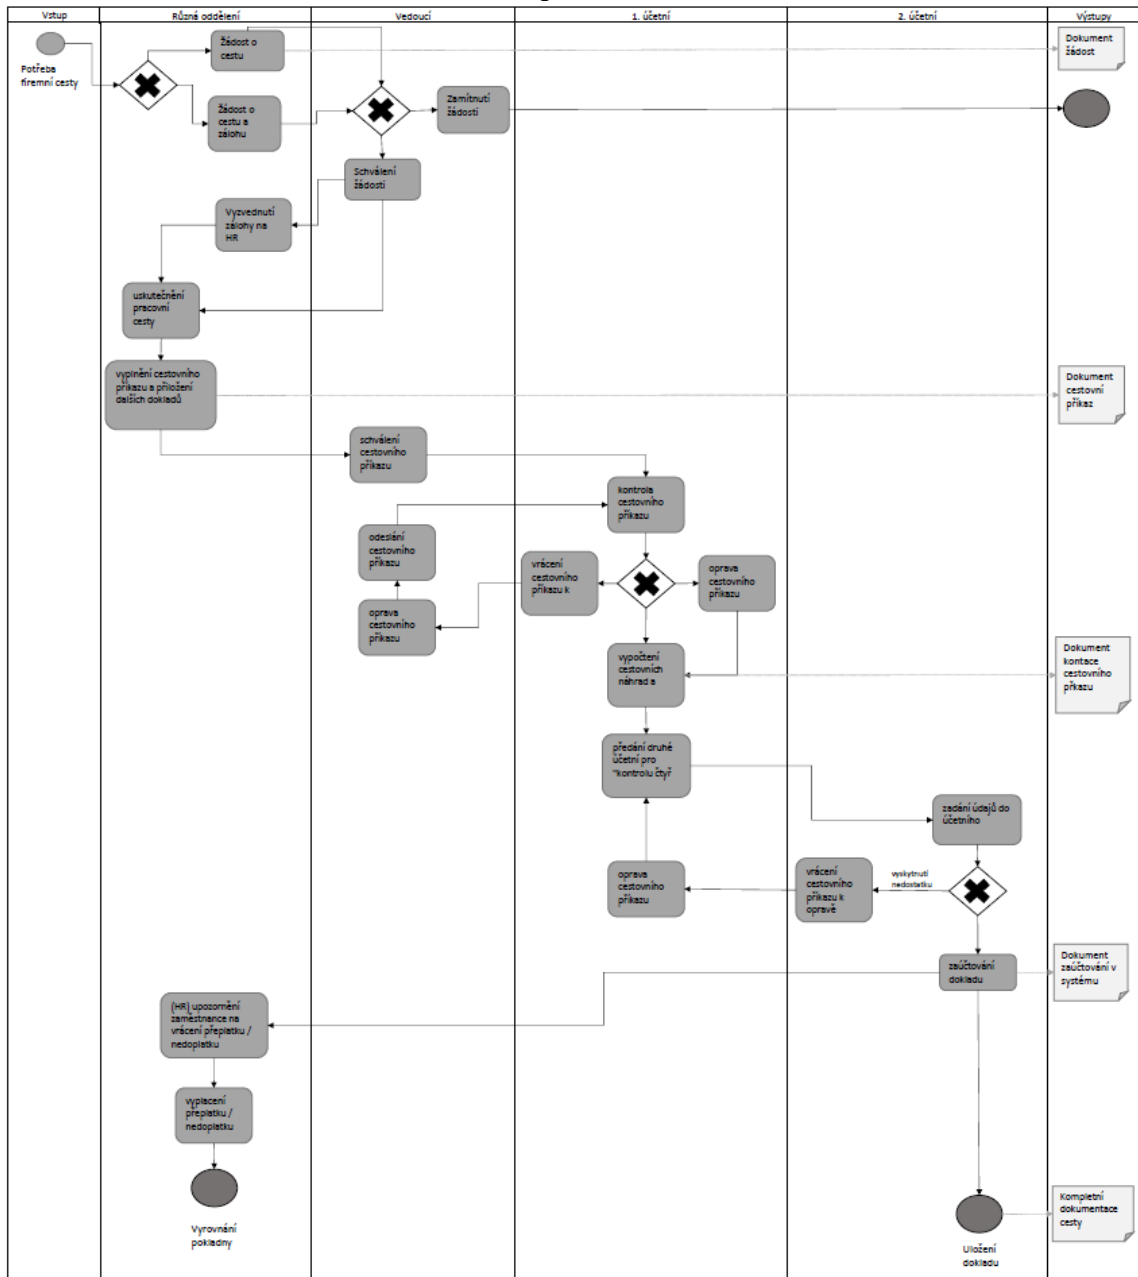 Vstup
Různá oddělení
Vedoucí
1. účetní
2. účetní
Výstupy
Potřeba
firemní cesty
Žádost o
cestu
Dokument
žádost
Žádost o
cestu a
zálohu
Zamítnutí
žádosti
Schválení
žádosti
Vyzvednutí
zálohy na
HR
uskutečnění
pracovní
cesty
vyplnění cestovního
příkazu a přiložení
dalších dokladů
Dokument
cestovní
příkaz
schválení
cestovního
příkazu
kontrola
cestovního
příkazu
odeslání
cestovního
příkazu
vrácení
cestovního
příkazu k
oprava
cestovního
příkazu
oprava
cestovního
příkazu
vypočtení
cestovních
náhrad a
Dokument
kontace
cestovního
přkazu
předání druhé
účetní pro
"kontrolu čtyř
zadání údajů do
účetního
oprava
cestovního
příkazu
vrácení
cestovního
příkazu k
opravě
vyskytnutí
nedostatku
zaúčtování
dokladu
Dokument
zaúčtování v
systému
(HR) upozornění
zaměstnance na
vrácení přeplatku /
nedoplatku
vyplacení
přeplatku /
nedoplatku
Vyrovnání
pokladny
Uložení
dokladu
Kompletní
dokumentace
cesty